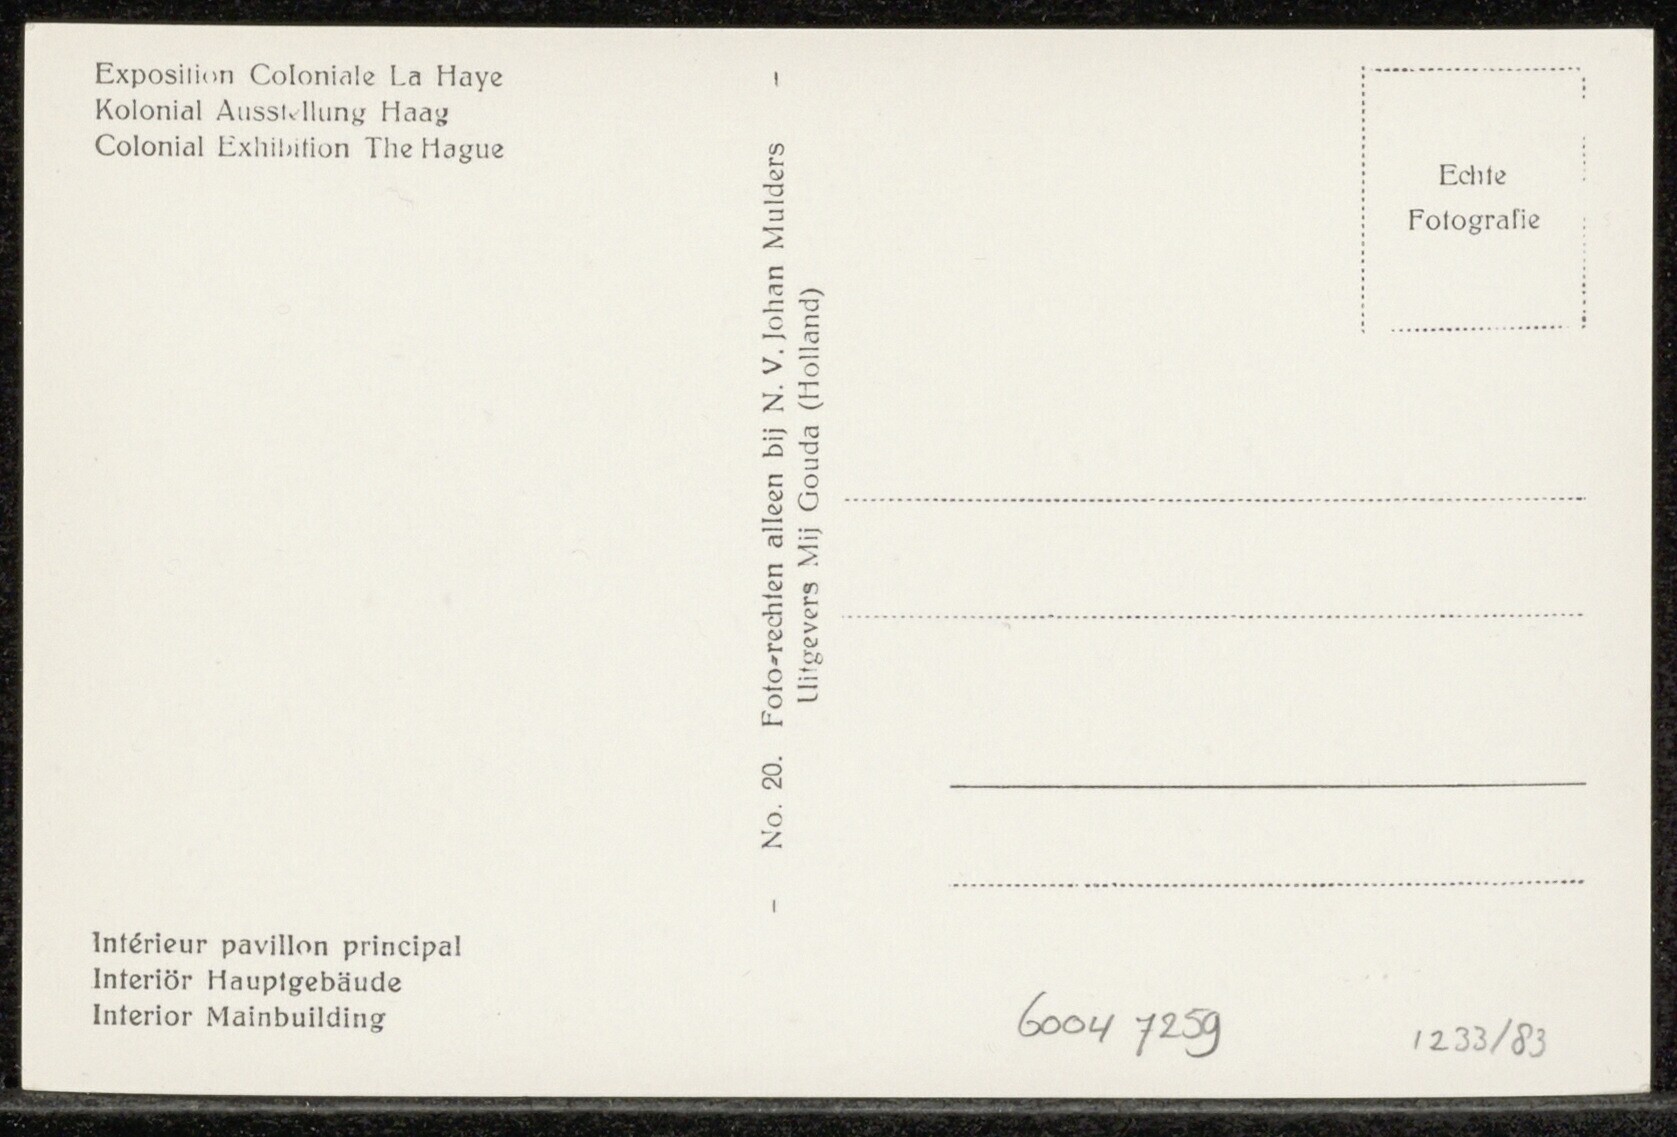 Exposition Coloniale La Haye
Kolonial Ausstellung Haag
Colonial Exhibition The Hague
Intérieur pavillon principal
Interiör Hauptgebäude
Interior Mainbuilding
– No. 20. Foto-rechten alleen bij N. V. Johan Mulders –
Uitgevers Mij Gouda (Holland)
Echte
Fotografie
6004 7259
1233/83